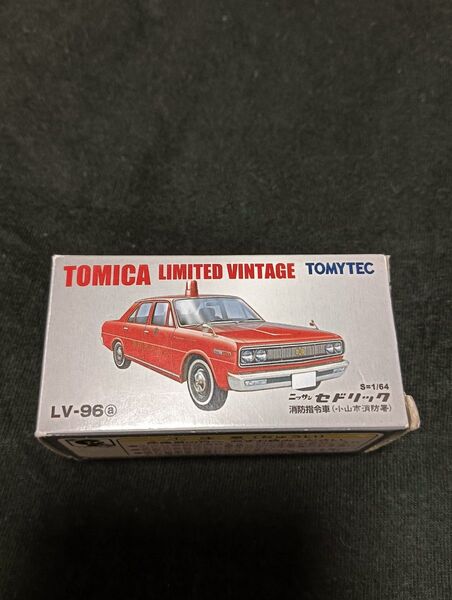 TOMICA LIMITED VINTAGE TOMYTEC
S=1/64
LV-96ⓐ
ニッサン セドリック
消防指令車(小山市消防署)